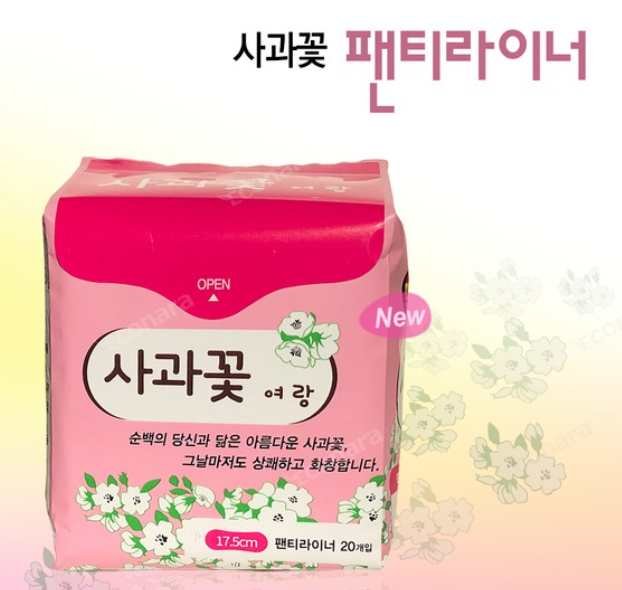 사과꽃 팬티라이너
사과꽃 여랑
OPEN
New
사과꽃 여랑
순백의 당신과 닮은 아름다운 사과꽃,
그날마저도 상쾌하고 화창합니다.
17.5cm 팬티라이너 20개입
Econara